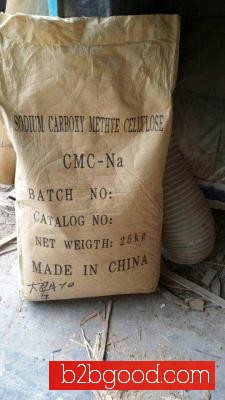 SODIUM CARBOXY METHYE CELLULOSE
CMC-Na
BATCH NO:
CATALOG NO:
NET WEIGTH: 25kg
MADE IN CHINA
b2bgood.com